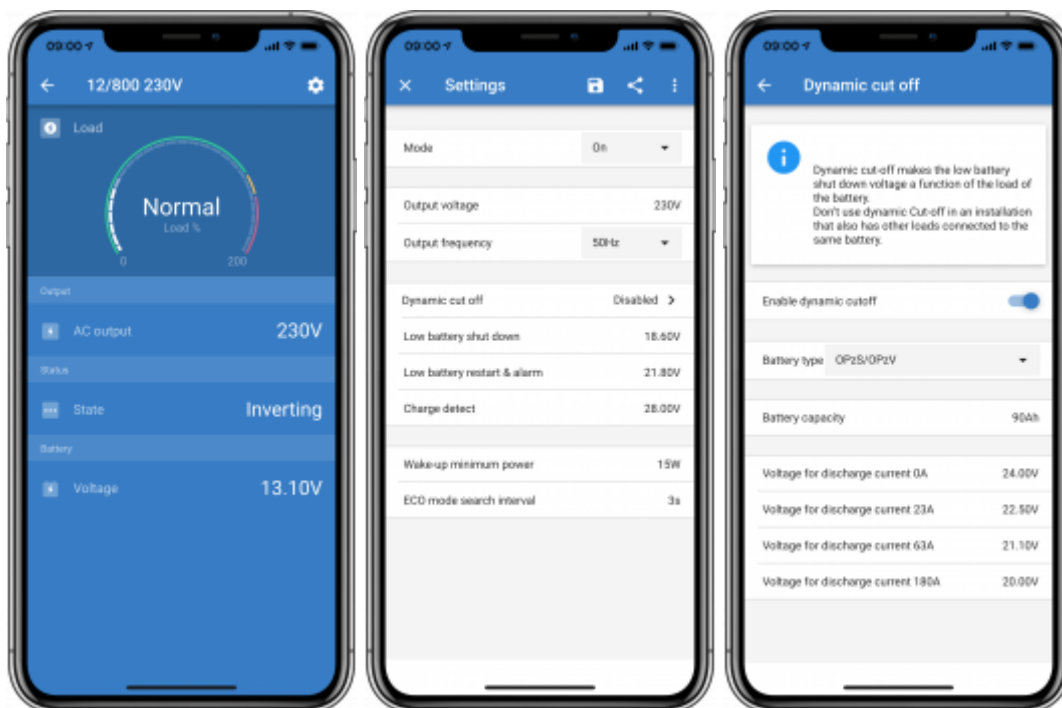 09:00
12/800 230V
Load
Normal
Load %
0
200
Output
AC output
230V
Status
State
Inverting
Battery
Voltage
13.10V
09:00
Settings
Mode
On
Output voltage
230V
Output frequency
50Hz
Dynamic cut off
Disabled
Low battery shut down
18.60V
Low battery restart & alarm
21.80V
Charge detect
28.00V
Wake-up minimum power
15W
ECO mode search interval
3s
09:00
Dynamic cut off
Dynamic cut-off makes the low battery
shut down voltage a function of the load of
the battery.
Don't use dynamic Cut-off in an installation
that also has other loads connected to the
same battery.
Enable dynamic cutoff
Battery type
OPzS/OPzV
Battery capacity
90Ah
Voltage for discharge current 0A
24.00V
Voltage for discharge current 23A
22.50V
Voltage for discharge current 63A
21.10V
Voltage for discharge current 180A
20.00V